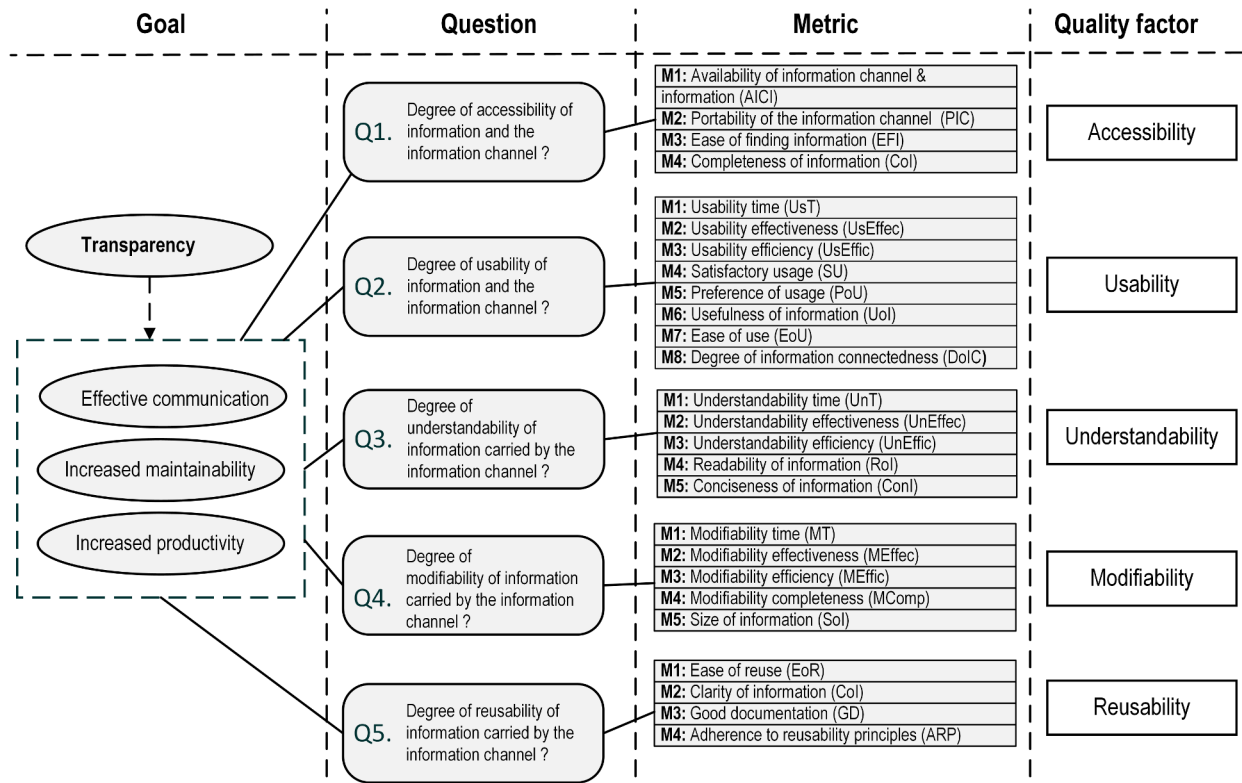 Goal
Question
Metric
Quality factor
Transparency
Effective communication
Increased maintainability
Increased productivity
Q1.
Degree of accessibility of
information and the
information channel ?
M1: Availability of information channel &
information (AICI)
M2: Portability of the information channel (PIC)
M3: Ease of finding information (EFI)
M4: Completeness of information (CoI)
Accessibility
Q2.
Degree of usability of
information and the
information channel ?
M1: Usability time (UsT)
M2: Usability effectiveness (UsEffec)
M3: Usability efficiency (UsEffic)
M4: Satisfactory usage (SU)
M5: Preference of usage (PoU)
M6: Usefulness of information (UoI)
M7: Ease of use (EoU)
M8: Degree of information connectedness (DoIC)
Usability
Q3.
Degree of
understandability of
information carried by the
information channel ?
M1: Understandability time (UnT)
M2: Understandability effectiveness (UnEffec)
M3: Understandability efficiency (UnEffic)
M4: Readability of information (RoI)
M5: Conciseness of information (ConI)
Understandability
Q4.
Degree of
modifiability of information
carried by the information
channel ?
M1: Modifiability time (MT)
M2: Modifiability effectiveness (MEffec)
M3: Modifiability efficiency (MEffic)
M4: Modifiability completeness (MComp)
M5: Size of information (SoI)
Modifiability
Q5.
Degree of reusability of
information carried by the
information channel ?
M1: Ease of reuse (EoR)
M2: Clarity of information (CoI)
M3: Good documentation (GD)
M4: Adherence to reusability principles (ARP)
Reusability